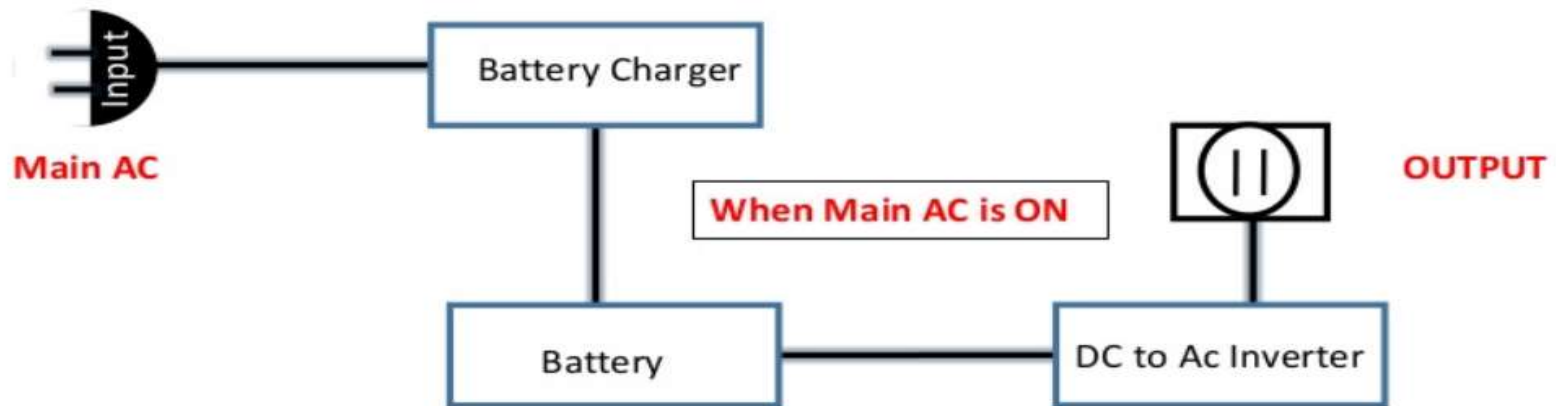 Input
Battery Charger
Main AC
OUTPUT
When Main AC is ON
Battery
DC to Ac Inverter